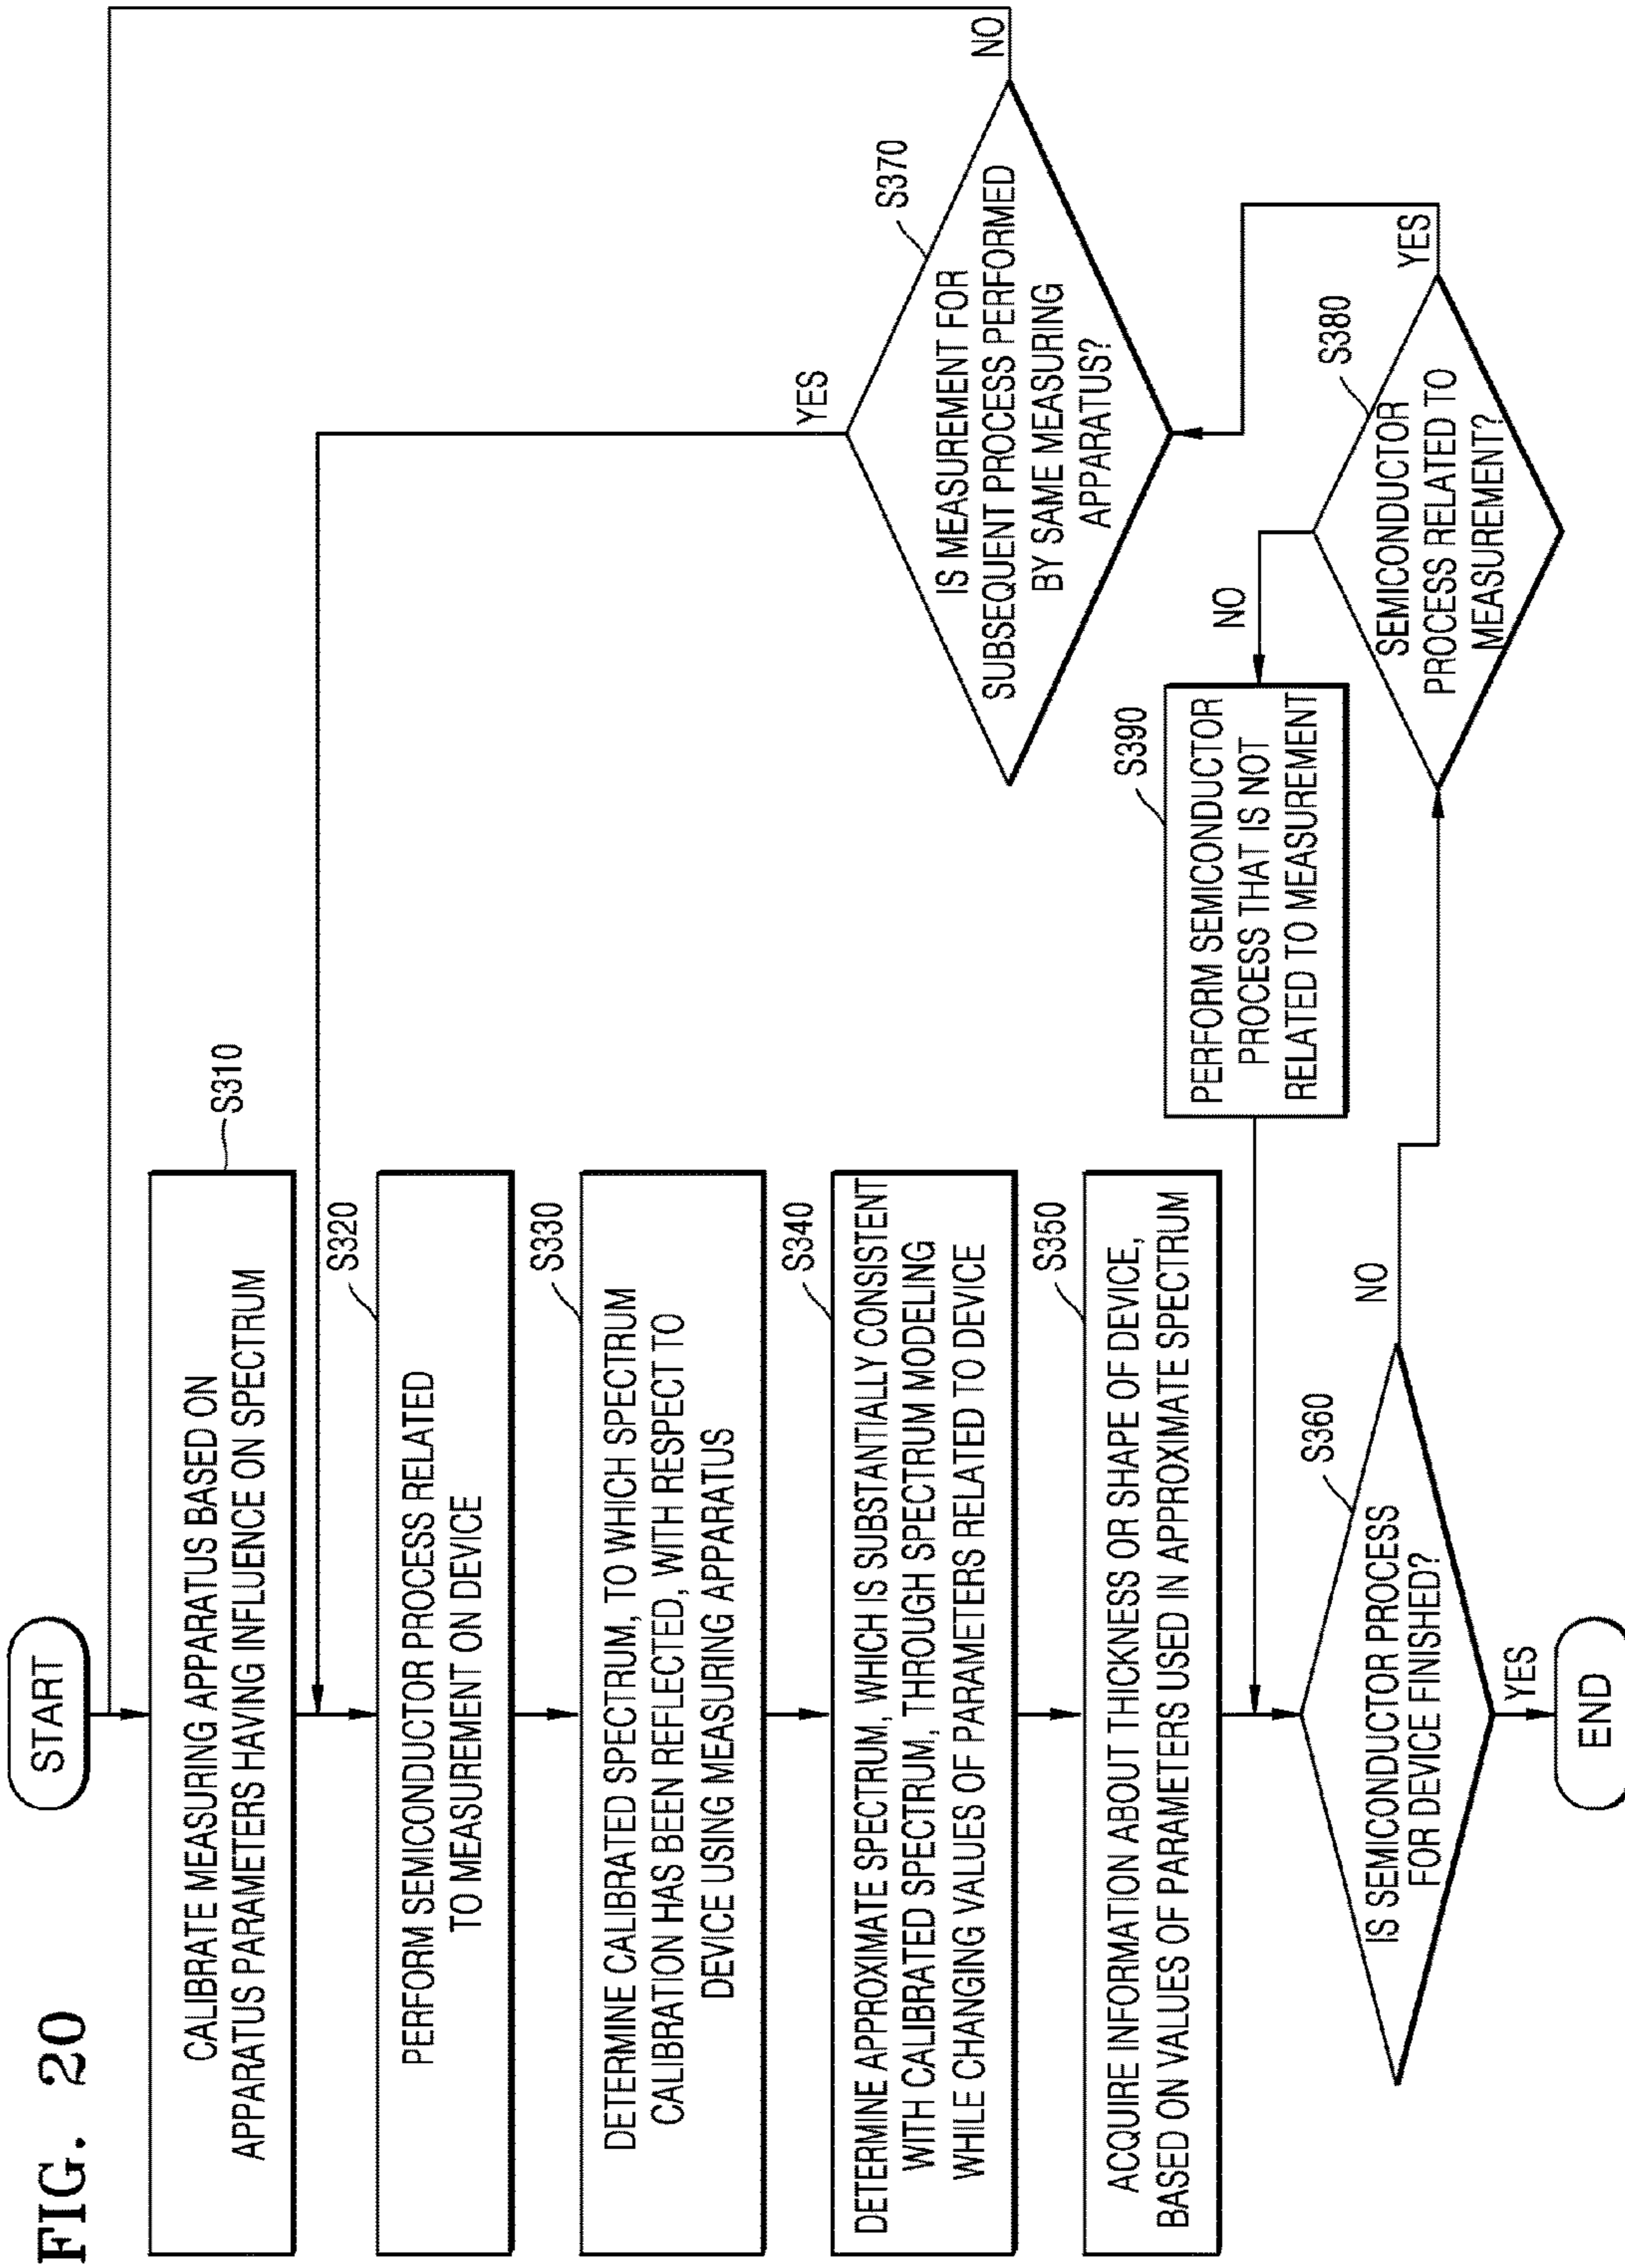 FIG. 20
START
S310
CALIBRATE MEASURING APPARATUS BASED ON
APPARATUS PARAMETERS HAVING INFLUENCE ON SPECTRUM
S320
PERFORM SEMICONDUCTOR PROCESS RELATED
TO MEASUREMENT ON DEVICE
S330
DETERMINE CALIBRATED SPECTRUM, TO WHICH SPECTRUM
CALIBRATION HAS BEEN REFLECTED, WITH RESPECT TO
DEVICE USING MEASURING APPARATUS
S340
DETERMINE APPROXIMATE SPECTRUM, WHICH IS SUBSTANTIALLY CONSISTENT
WITH CALIBRATED SPECTRUM, THROUGH SPECTRUM MODELING
WHILE CHANGING VALUES OF PARAMETERS RELATED TO DEVICE
S350
ACQUIRE INFORMATION ABOUT THICKNESS OR SHAPE OF DEVICE,
BASED ON VALUES OF PARAMETERS USED IN APPROXIMATE SPECTRUM
S360
IS SEMICONDUCTOR PROCESS
FOR DEVICE FINISHED?
NO
YES
END
S390
PERFORM SEMICONDUCTOR
PROCESS THAT IS NOT
RELATED TO MEASUREMENT
NO
S380
SEMICONDUCTOR
PROCESS RELATED TO
MEASUREMENT?
YES
S370
IS MEASUREMENT FOR
SUBSEQUENT PROCESS PERFORMED
BY SAME MEASURING
APPARATUS?
YES
NO